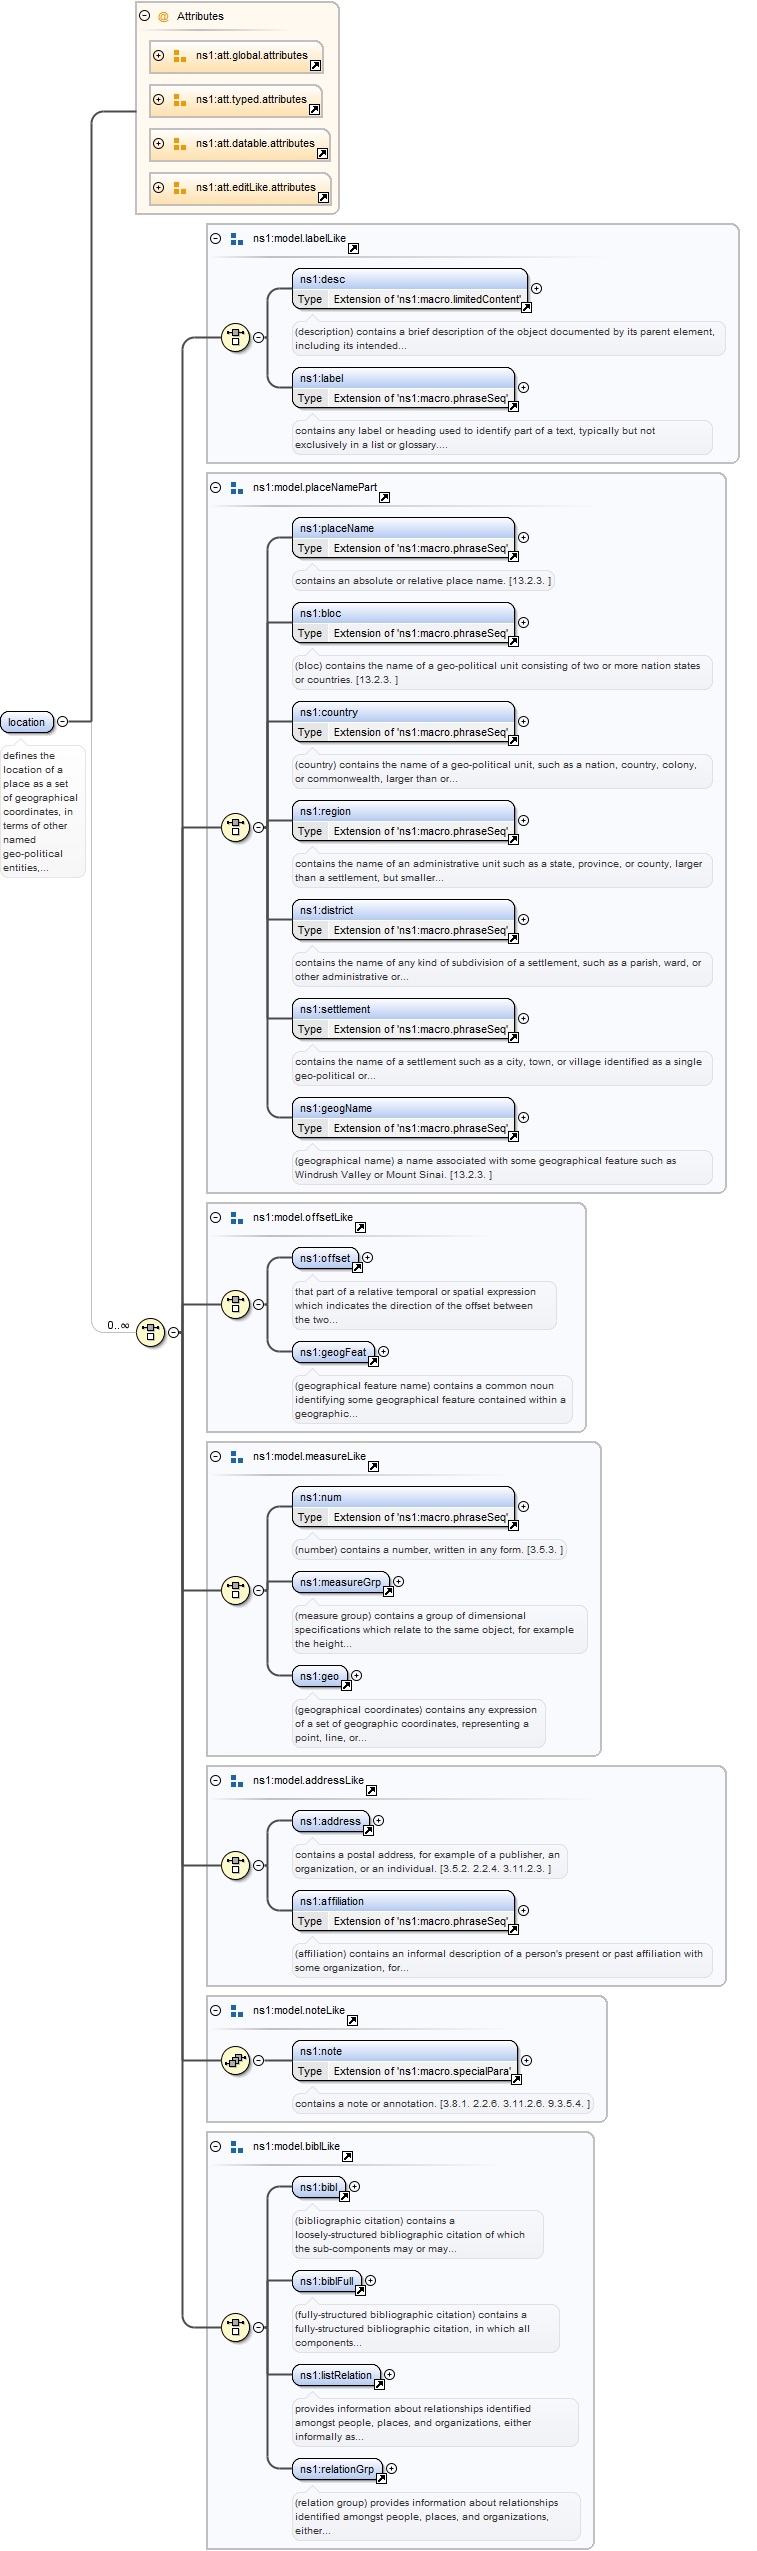 Attributes
ns1:att.global.attributes
ns1:att.typed.attributes
ns1:att.datable.attributes
ns1:att.editLike.attributes
location
defines the
location of a
place as a set
of geographical
coordinates, in
terms of other
named
geo-political
entities,...
0..∞
ns1:model.labelLike
ns1:desc
Type Extension of 'ns1:macro.limitedContent'
(description) contains a brief description of the object documented by its parent element,
including its intended...
ns1:label
Type Extension of 'ns1:macro.phraseSeq'
contains any label or heading used to identify part of a text, typically but not
exclusively in a list or glossary....
ns1:model.placeNamePart
ns1:placeName
Type Extension of 'ns1:macro.phraseSeq'
contains an absolute or relative place name. [13.2.3. ]
ns1:bloc
Type Extension of 'ns1:macro.phraseSeq'
(bloc) contains the name of a geo-political unit consisting of two or more nation states
or countries. [13.2.3. ]
ns1:country
Type Extension of 'ns1:macro.phraseSeq'
(country) contains the name of a geo-political unit, such as a nation, country, colony,
or commonwealth, larger than or...
ns1:region
Type Extension of 'ns1:macro.phraseSeq'
contains the name of an administrative unit such as a state, province, or county, larger
than a settlement, but smaller...
ns1:district
Type Extension of 'ns1:macro.phraseSeq'
contains the name of any kind of subdivision of a settlement, such as a parish, ward, or
other administrative or...
ns1:settlement
Type Extension of 'ns1:macro.phraseSeq'
contains the name of a settlement such as a city, town, or village identified as a single
geo-political or...
ns1:geogName
Type Extension of 'ns1:macro.phraseSeq'
(geographical name) a name associated with some geographical feature such as
Windrush Valley or Mount Sinai. [13.2.3. ]
ns1:model.offsetLike
ns1:offset
that part of a relative temporal or spatial expression
which indicates the direction of the offset between
the two...
ns1:geogFeat
(geographical feature name) contains a common noun
identifying some geographical feature contained within a
geographic...
ns1:model.measureLike
ns1:num
Type Extension of 'ns1:macro.phraseSeq'
(number) contains a number, written in any form. [3.5.3. ]
ns1:measureGrp
(measure group) contains a group of dimensional
specifications which relate to the same object, for example
the height...
ns1:geo
(geographical coordinates) contains any expression
of a set of geographic coordinates, representing a
point, line, or...
ns1:model.addressLike
ns1:address
contains a postal address, for example of a publisher, an
organization, or an individual. [3.5.2. 2.2.4. 3.11.2.3. ]
ns1:affiliation
Type Extension of 'ns1:macro.phraseSeq'
(affiliation) contains an informal description of a person's present or past affiliation with
some organization, for...
ns1:model.noteLike
ns1:note
Type Extension of 'ns1:macro.specialPara'
contains a note or annotation. [3.8.1. 2.2.6. 3.11.2.6. 9.3.5.4. ]
ns1:model.biblLike
ns1:bibl
(bibliographic citation) contains a
loosely-structured bibliographic citation of which
the sub-components may or may...
ns1:biblFull
(fully-structured bibliographic citation) contains a
fully-structured bibliographic citation, in which all
components...
ns1:listRelation
provides information about relationships identified
amongst people, places, and organizations, either
informally as...
ns1:relationGrp
(relation group) provides information about relationships
identified amongst people, places, and organizations,
either...